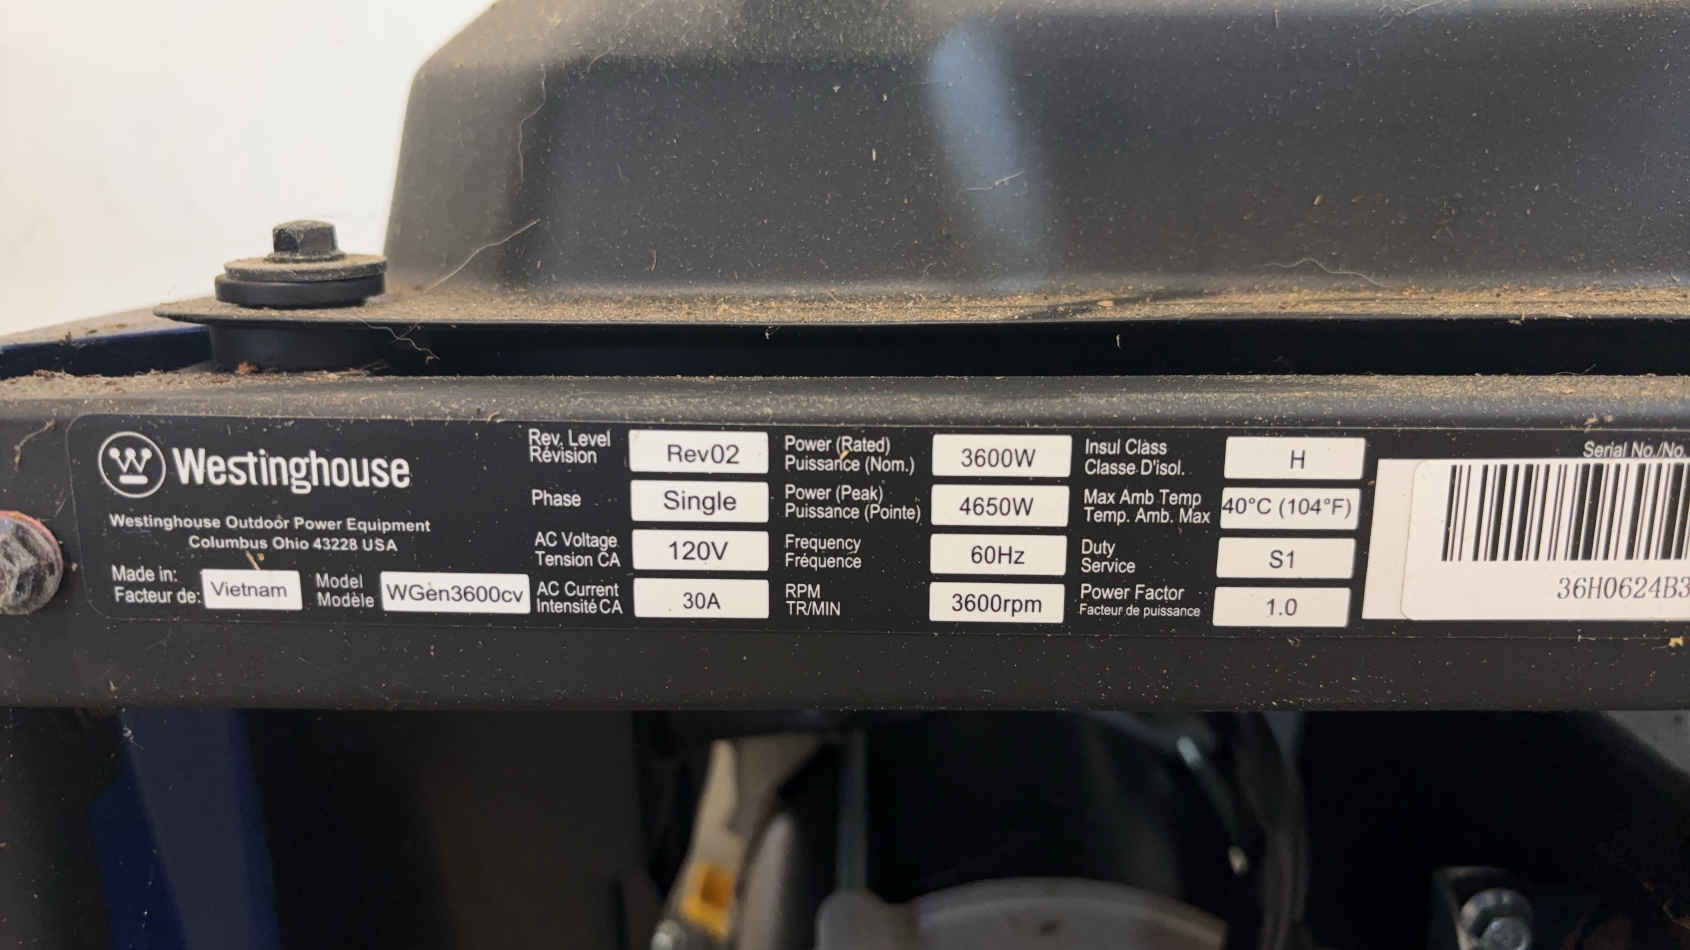 Westinghouse
Westinghouse Outdoor Power Equipment
Columbus Ohio 43228 USA
Made in:
Facteur de:
Vietnam
Model
Modèle
WGen3600cv
Rev. Level
Révision
Rev02
Phase
Single
AC Voltage
Tension CA
120V
AC Current
Intensité CA
30A
Power (Rated)
Puissance (Nom.)
3600W
Power (Peak)
Puissance (Pointe)
4650W
Frequency
Fréquence
60Hz
RPM
TR/MIN
3600rpm
Insul Class
Classe D'isol.
H
Max Amb Temp
Temp. Amb. Max
40°C (104°F)
Duty
Service
S1
Power Factor
Facteur de puissance
1.0
Serial No./No.
36H0624B3